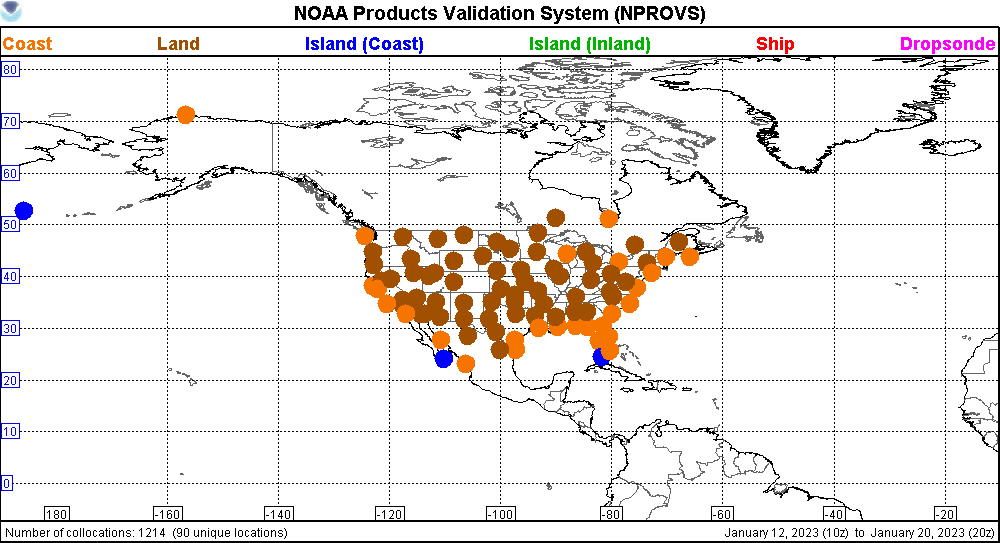 NOAA Products Validation System (NPROVS)
Coast Land Island (Coast) Island (Inland) Ship Dropsonde
80
70
60
50
40
30
20
10
0
180 -160 -140 -120 -100 -80 -60 -40 -20
Number of collocations: 1214 (90 unique locations) January 12, 2023 (10z) to January 20, 2023 (20z)